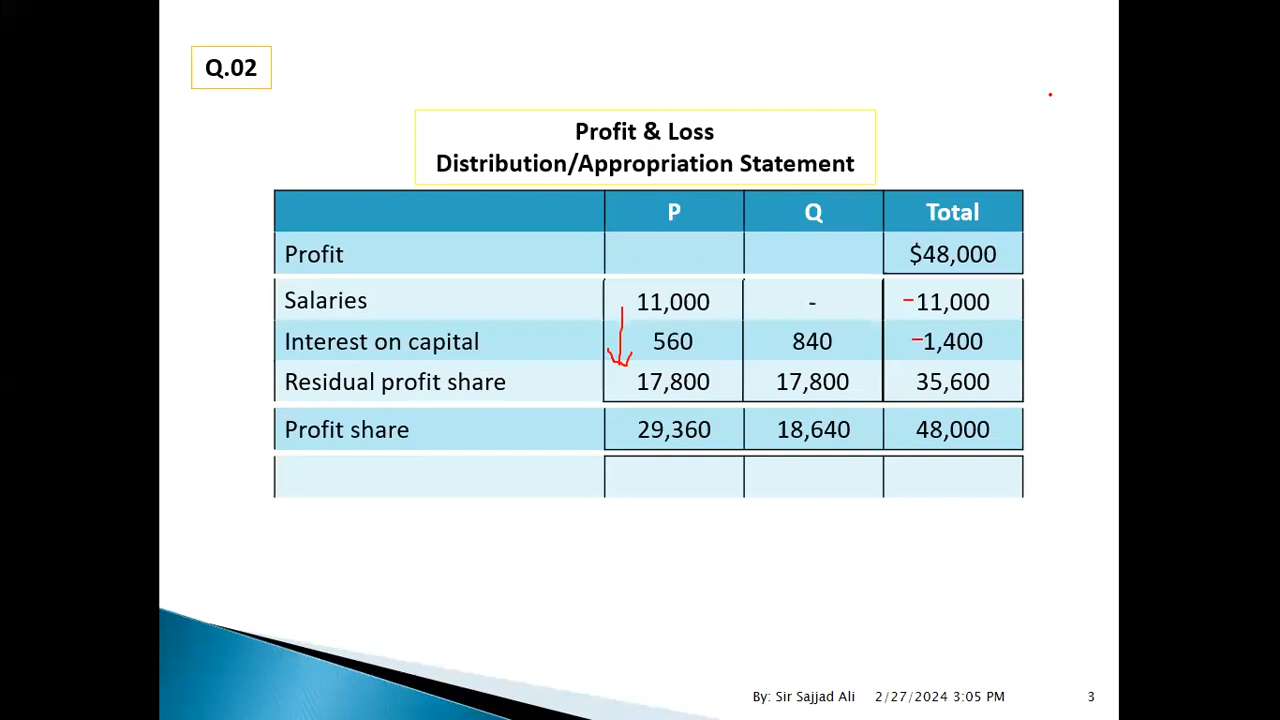 Q.02
Profit & Loss
Distribution/Appropriation Statement
P Q Total
Profit $48,000
Salaries 11,000 - -11,000
Interest on capital 560 840 -1,400
Residual profit share 17,800 17,800 35,600
Profit share 29,360 18,640 48,000
By: Sir Sajjad Ali 2/27/2024 3:05 PM 3